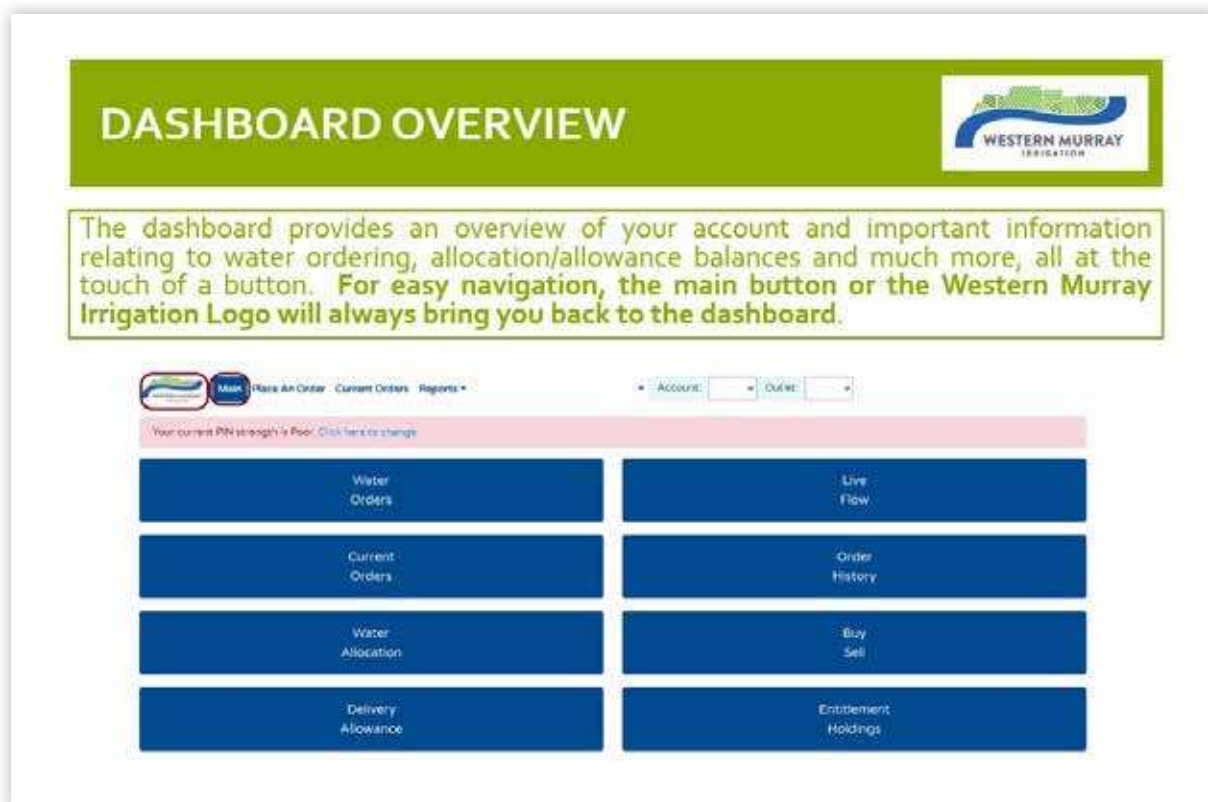 DASHBOARD OVERVIEW
WESTERN MURRAY
IRRIGATION
The dashboard provides an overview of your account and important information
relating to water ordering, allocation/allowance balances and much more, all at the
touch of a button. For easy navigation, the main button or the Western Murray
Irrigation Logo will always bring you back to the dashboard.
Main Place An Order Current Orders Reports Account: Outlet:
Your current PIN strength is Poor. Click here to change
Water
Orders
Live
Flow
Current
Orders
Order
History
Water
Allocation
Buy
Sell
Delivery
Allowance
Entitlement
Holdings